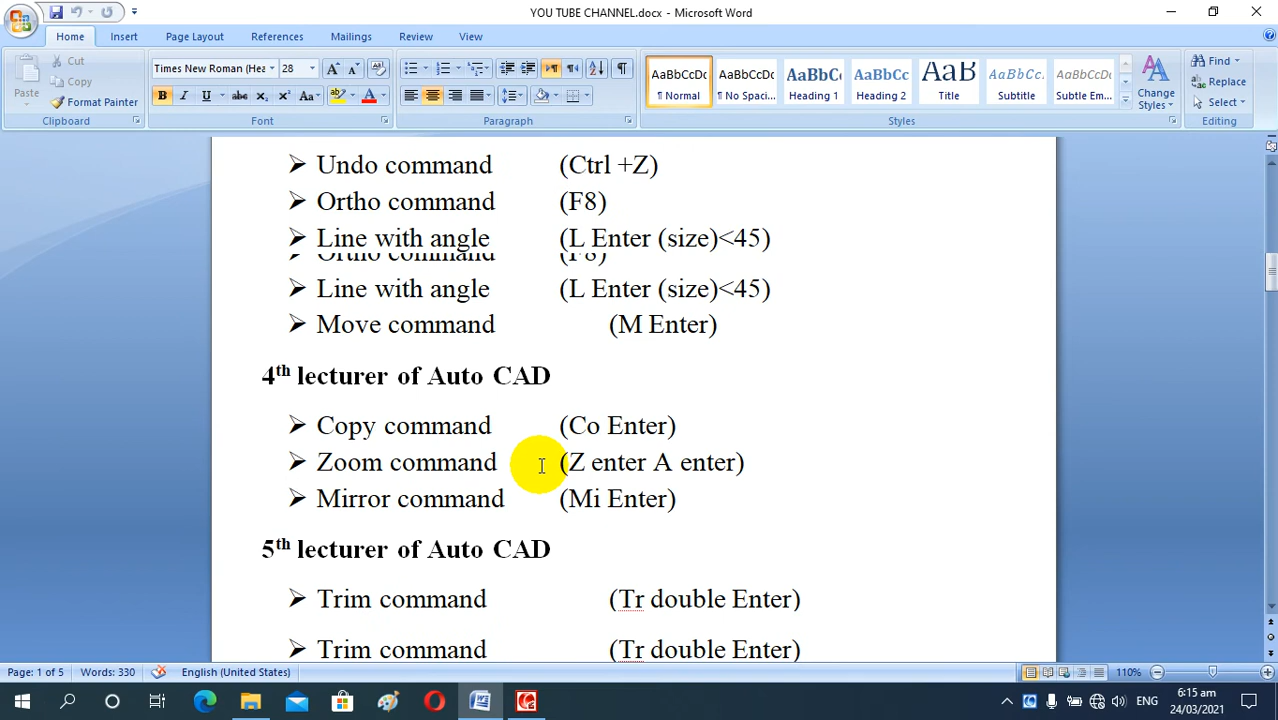 YOU TUBE CHANNEL.docx - Microsoft Word
Home Insert Page Layout References Mailings Review View
Paste
Cut
Copy
Format Painter
Clipboard
Times New Roman (Hea 28
Font
Paragraph
AaBbCcDc AaBbCcDc AaBbCc AaBbCc AaB AaBbCcDc AaBbCcDc
¶ Normal ¶ No Spaci... Heading 1 Heading 2 Title Subtitle Subtle Em...
Change Styles
Styles
Find
Replace
Select
Editing
Undo command (Ctrl +Z)
Ortho command (F8)
Line with angle (L Enter (size)<45)
Ortho command (F8)
Line with angle (L Enter (size)<45)
Move command (M Enter)
4th lecturer of Auto CAD
Copy command (Co Enter)
Zoom command (Z enter A enter)
Mirror command (Mi Enter)
5th lecturer of Auto CAD
Trim command (Tr double Enter)
Trim command (Tr double Enter)
Page: 1 of 5 Words: 330 English (United States) 110%
ENG 6:15 am
24/03/2021